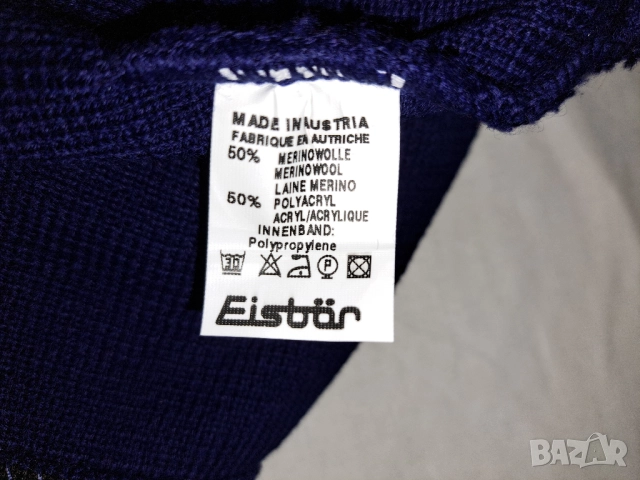 MADE IN AUSTRIA
FABRIQUE EN AUTRICHE
50% MERINOWOLLE
MERINOWOOL
LAINE MERINO
50% POLYACRYL
ACRYL/ACRYLIQUE
INNENBAND:
Polypropylene
30 P
Eisbär
BAZAR